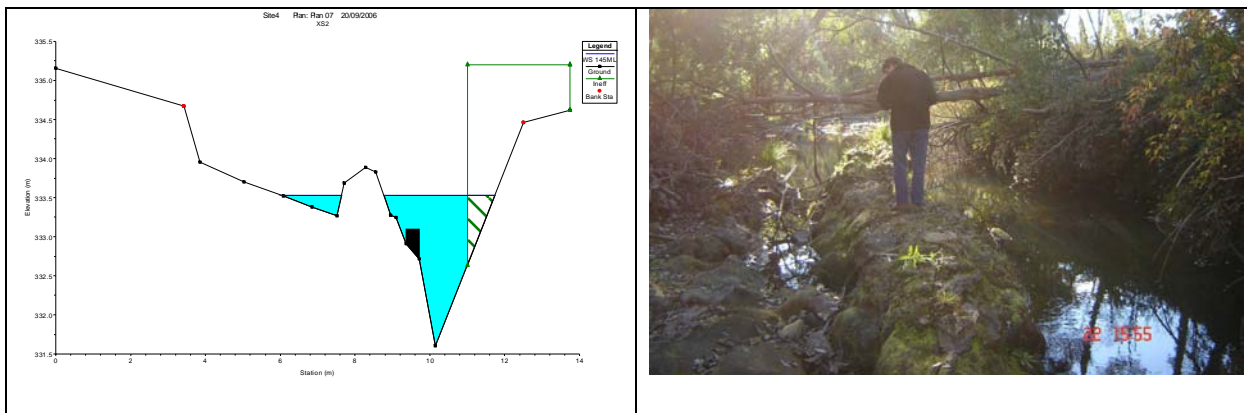 Site4 Plan: Plan 07 20/09/2006
XS2
Legend
WS 145ML
Ground
Ineff
Bank Sta
335.5
335.0
334.5
334.0
333.5
333.0
332.5
332.0
331.5
Elevation (m)
0 2 4 6 8 10 12 14
Station (m)
22 15:55